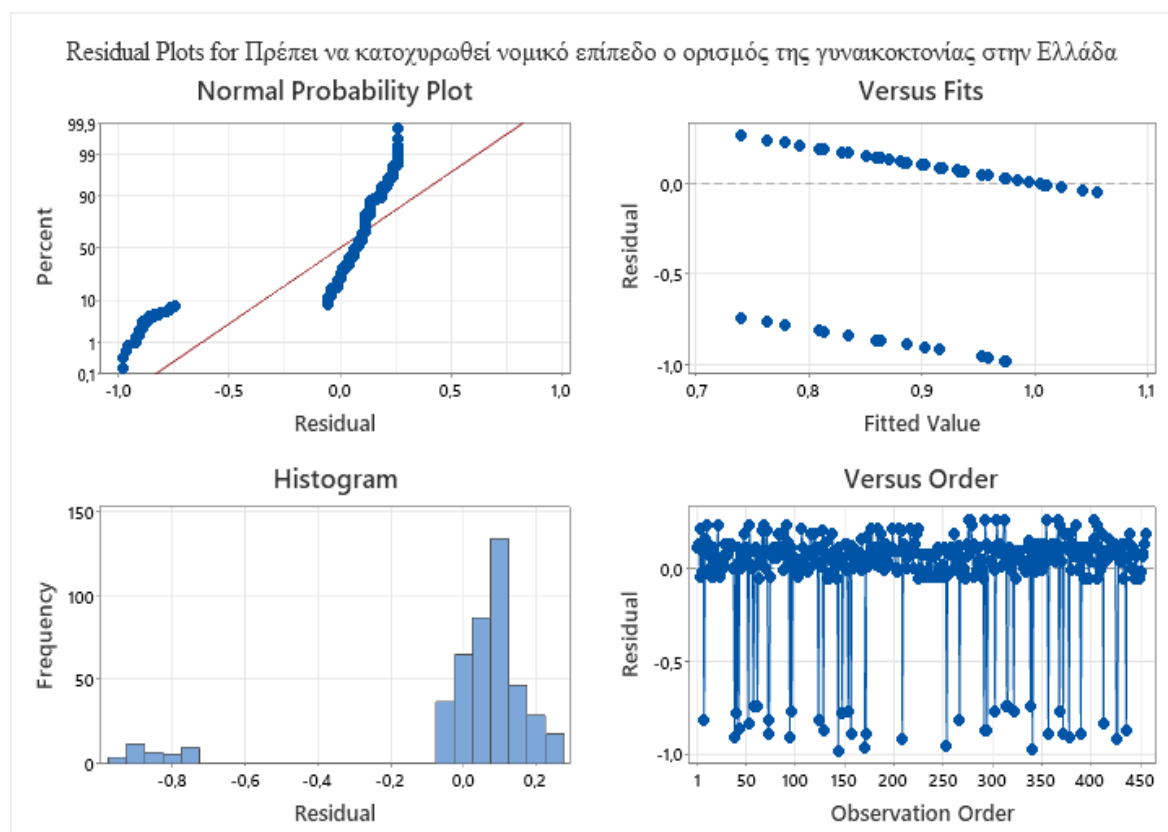 Residual Plots for Πρέπει να κατοχυρωθεί νομικό επίπεδο ο ορισμός της γυναικοκτονίας στην Ελλάδα
Normal Probability Plot
99,9
99
90
50
10
1
0,1
Percent
-1,0 -0,5 0,0 0,5 1,0
Residual
Versus Fits
0,0
-0,5
-1,0
Residual
0,7 0,8 0,9 1,0 1,1
Fitted Value
Histogram
150
100
50
0
Frequency
-0,8 -0,6 -0,4 -0,2 0,0 0,2
Residual
Versus Order
0,0
-0,5
-1,0
Residual
1 50 100 150 200 250 300 350 400 450
Observation Order